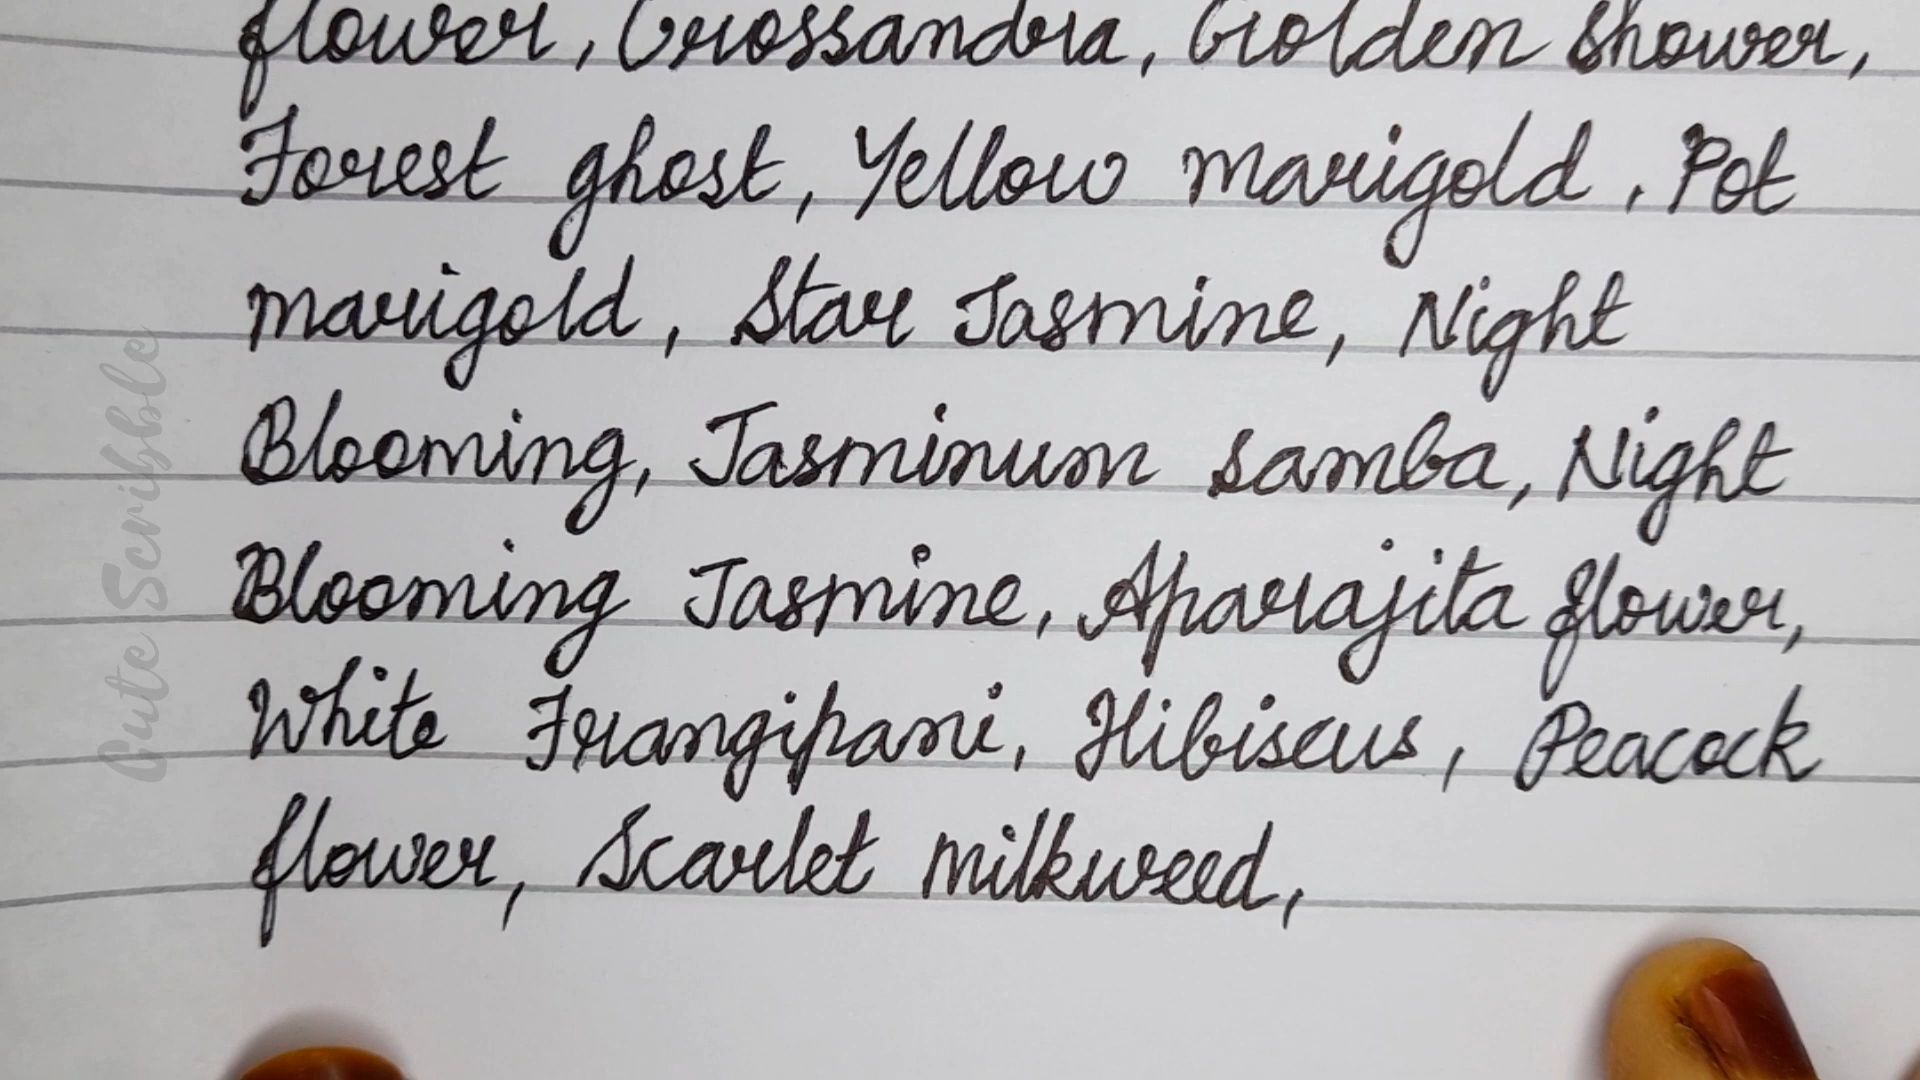 flower, Crossandra, Golden shower,
Forest ghost, Yellow marigold, Pot
marigold, Star Jasmine, Night
Blooming, Jasminum samba, Night
Blooming Jasmine, Aparajita flower,
White Frangipani, Hibiscus, Peacock
flower, Scarlet milkweed,
Cute Scribble